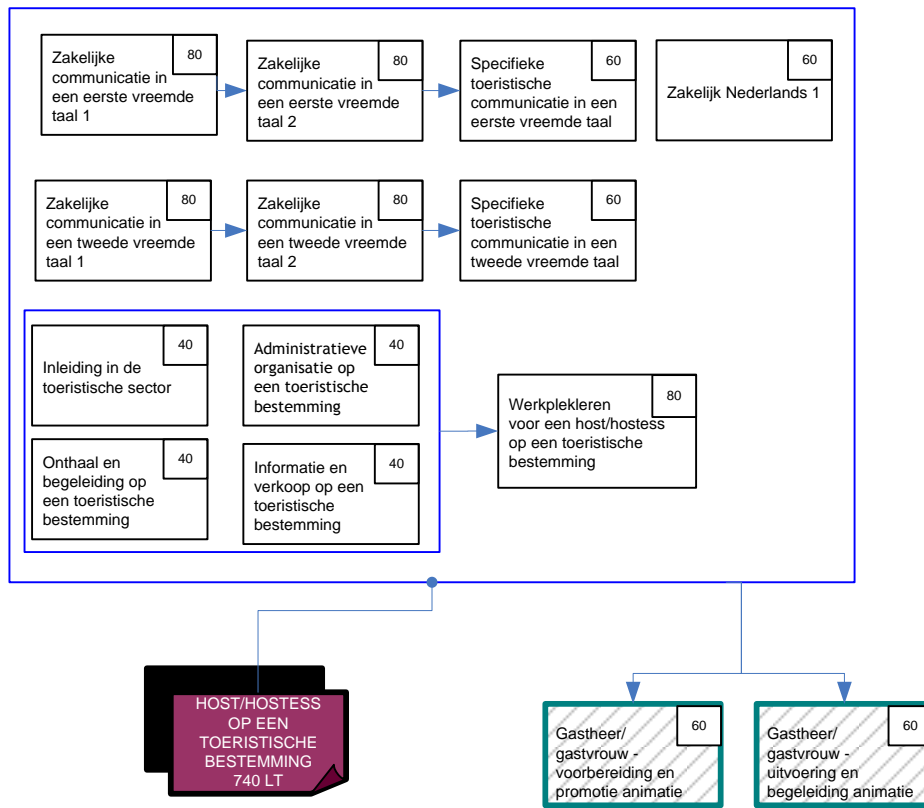 Zakelijke
communicatie in
een eerste vreemde
taal 1
80
Zakelijke
communicatie in
een eerste vreemde
taal 2
80
Specifieke
toeristische
communicatie in een
eerste vreemde taal
60
Zakelijk Nederlands 1
60
Zakelijke
communicatie in
een tweede vreemde
taal 1
80
Zakelijke
communicatie in
een tweede vreemde
taal 2
80
Specifieke
toeristische
communicatie in een
tweede vreemde taal
60
Inleiding in de
toeristische sector
40
Administratieve
organisatie op
een toeristische
bestemming
40
Onthaal en
begeleiding op
een toeristische
bestemming
40
Informatie en
verkoop op een
toeristische
bestemming
40
Werkplekleren
voor een host/hostess
op een toeristische
bestemming
80
HOST/HOSTESS
OP EEN
TOERISTISCHE
BESTEMMING
740 LT
Gastheer/
gastvrouw -
voorbereiding en
promotie animatie
60
Gastheer/
gastvrouw -
uitvoering en
begeleiding animatie
60